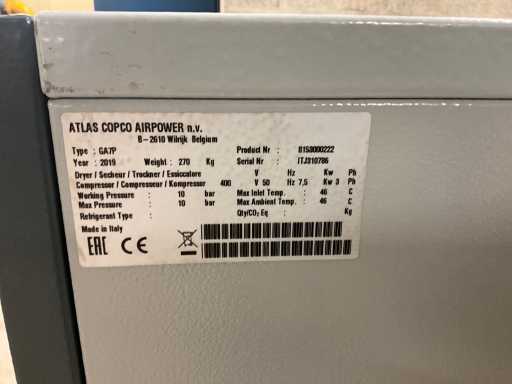 ATLAS COPCO AIRPOWER n.v.
B-2610 Wilrijk Belgium
Type : GA7P Product Nr : 8158000222
Year : 2019 Weight : 270 Kg Serial Nr : ITJ310786
Dryer / Secheur / Trockner / Essiccatore V Hz Kw Ph
Compressor / Compresseur / Kompressor 400 V 50 Hz 7,5 Kw 3 Ph
Working Pressure : 10 bar Max Inlet Temp. : 46 C
Max Pressure : 10 bar Max Ambient Temp. : 46 C
Refrigerant Type : Qty/CO₂ Eq : Kg
Made in Italy
EAC CE